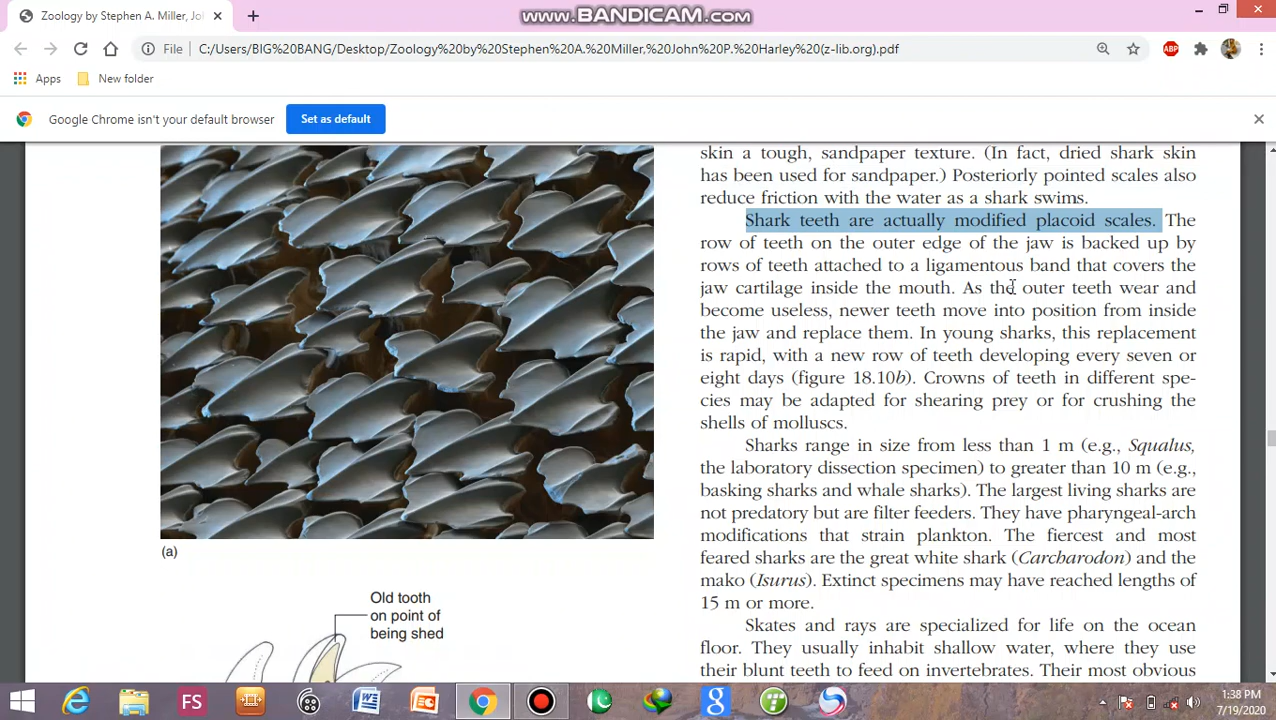 Zoology by Stephen A. Miller, Joh
www.BANDICAM.com
File
C:/Users/BIG%20BANG/Desktop/Zoology%20by%20Stephen%20A.%20Miller,%20John%20P.%20Harley%20(z-lib.org).pdf
ABP
Apps
New folder
Google Chrome isn't your default browser
Set as default
skin a tough, sandpaper texture. (In fact, dried shark skin
has been used for sandpaper.) Posteriorly pointed scales also
reduce friction with the water as a shark swims.
Shark teeth are actually modified placoid scales. The
row of teeth on the outer edge of the jaw is backed up by
rows of teeth attached to a ligamentous band that covers the
jaw cartilage inside the mouth. As the outer teeth wear and
become useless, newer teeth move into position from inside
the jaw and replace them. In young sharks, this replacement
is rapid, with a new row of teeth developing every seven or
eight days (figure 18.10b). Crowns of teeth in different spe-
cies may be adapted for shearing prey or for crushing the
shells of molluscs.
Sharks range in size from less than 1 m (e.g., Squalus,
the laboratory dissection specimen) to greater than 10 m (e.g.,
basking sharks and whale sharks). The largest living sharks are
not predatory but are filter feeders. They have pharyngeal-arch
modifications that strain plankton. The fiercest and most
feared sharks are the great white shark (Carcharodon) and the
mako (Isurus). Extinct specimens may have reached lengths of
15 m or more.
Skates and rays are specialized for life on the ocean
floor. They usually inhabit shallow water, where they use
their blunt teeth to feed on invertebrates. Their most obvious
(a)
Old tooth
on point of
being shed
FS
1:38 PM
7/19/2020